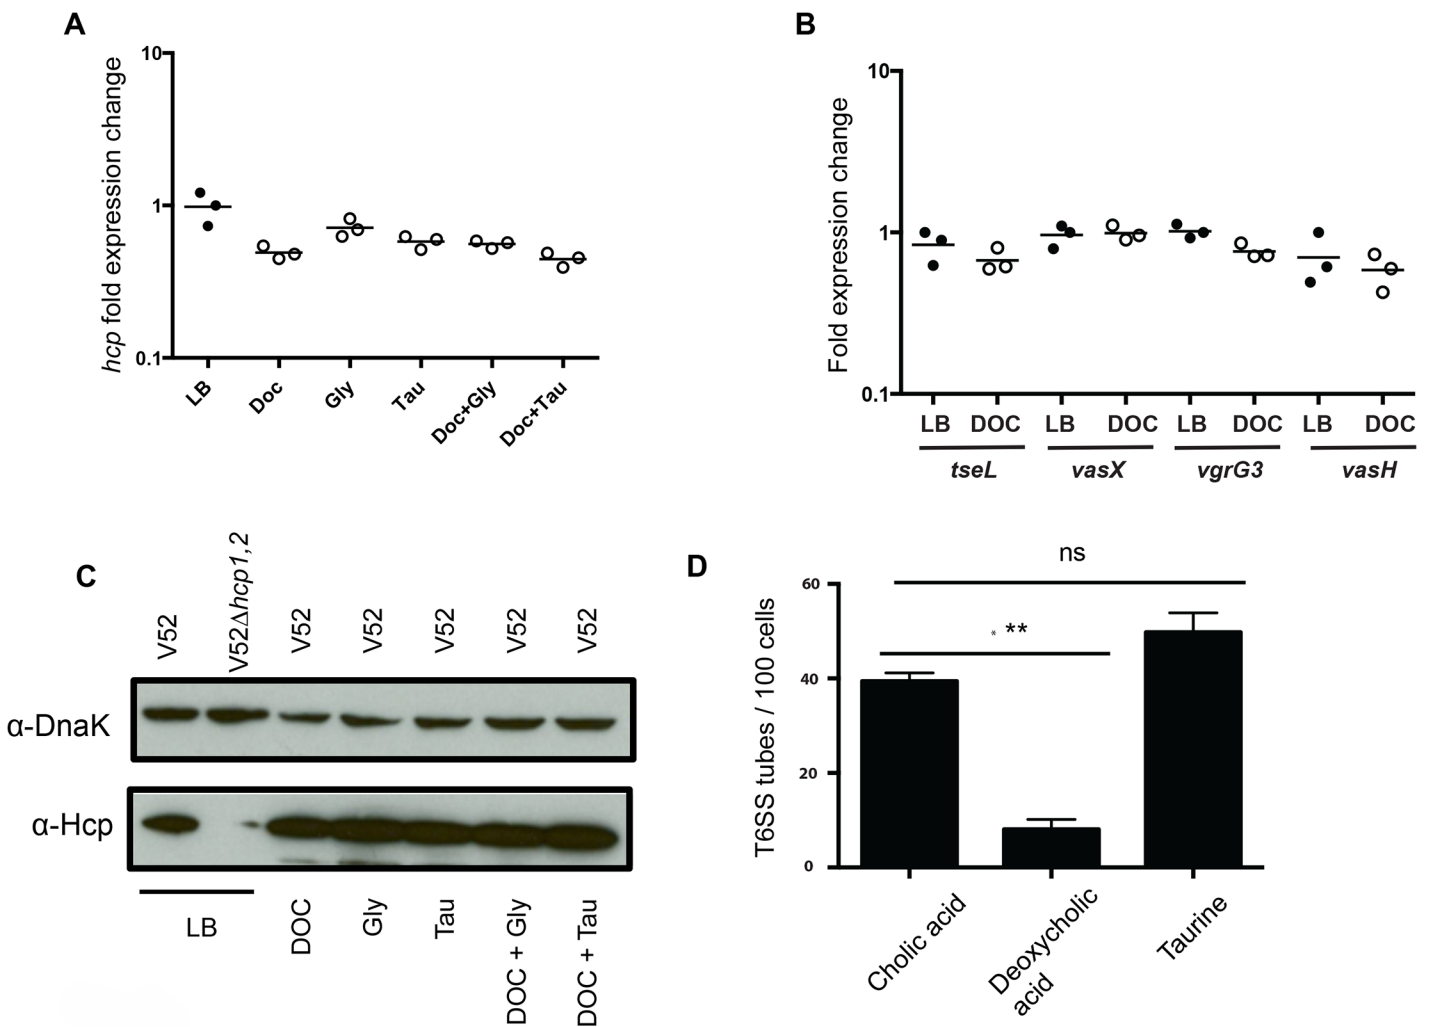 A
hcp fold expression change
10
1
0.1
LB
Doc
Gly
Tau
Doc+Gly
Doc+Tau
B
Fold expression change
10
1
0.1
LB DOC LB DOC LB DOC LB DOC
tseL vasX vgrG3 vasH
C
V52
V52Δhcp1,2
V52
V52
V52
V52
V52
α-DnaK
α-Hcp
LB
DOC
Gly
Tau
DOC + Gly
DOC + Tau
D
T6SS tubes / 100 cells
60
40
20
0
ns
* **
Cholic acid
Deoxycholic
acid
Taurine